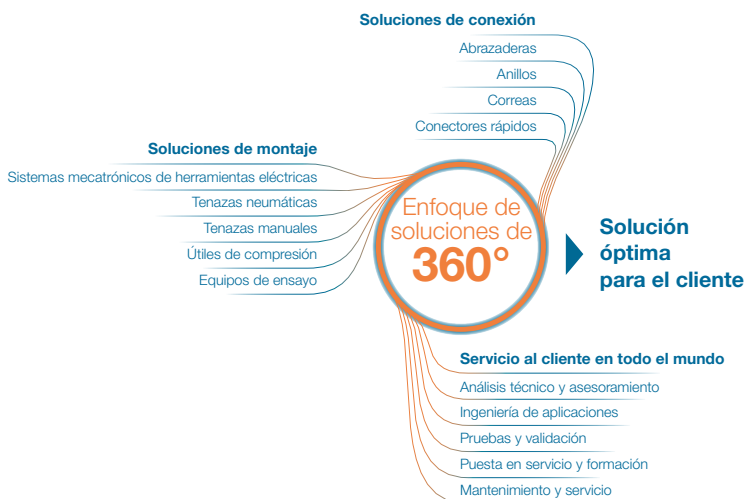 Soluciones de conexión
Abrazaderas
Anillos
Correas
Conectores rápidos
Soluciones de montaje
Sistemas mecatrónicos de herramientas eléctricas
Tenazas neumáticas
Tenazas manuales
Útiles de compresión
Equipos de ensayo
Enfoque de
soluciones de
360°
Solución
óptima
para el cliente
Servicio al cliente en todo el mundo
Análisis técnico y asesoramiento
Ingeniería de aplicaciones
Pruebas y validación
Puesta en servicio y formación
Mantenimiento y servicio